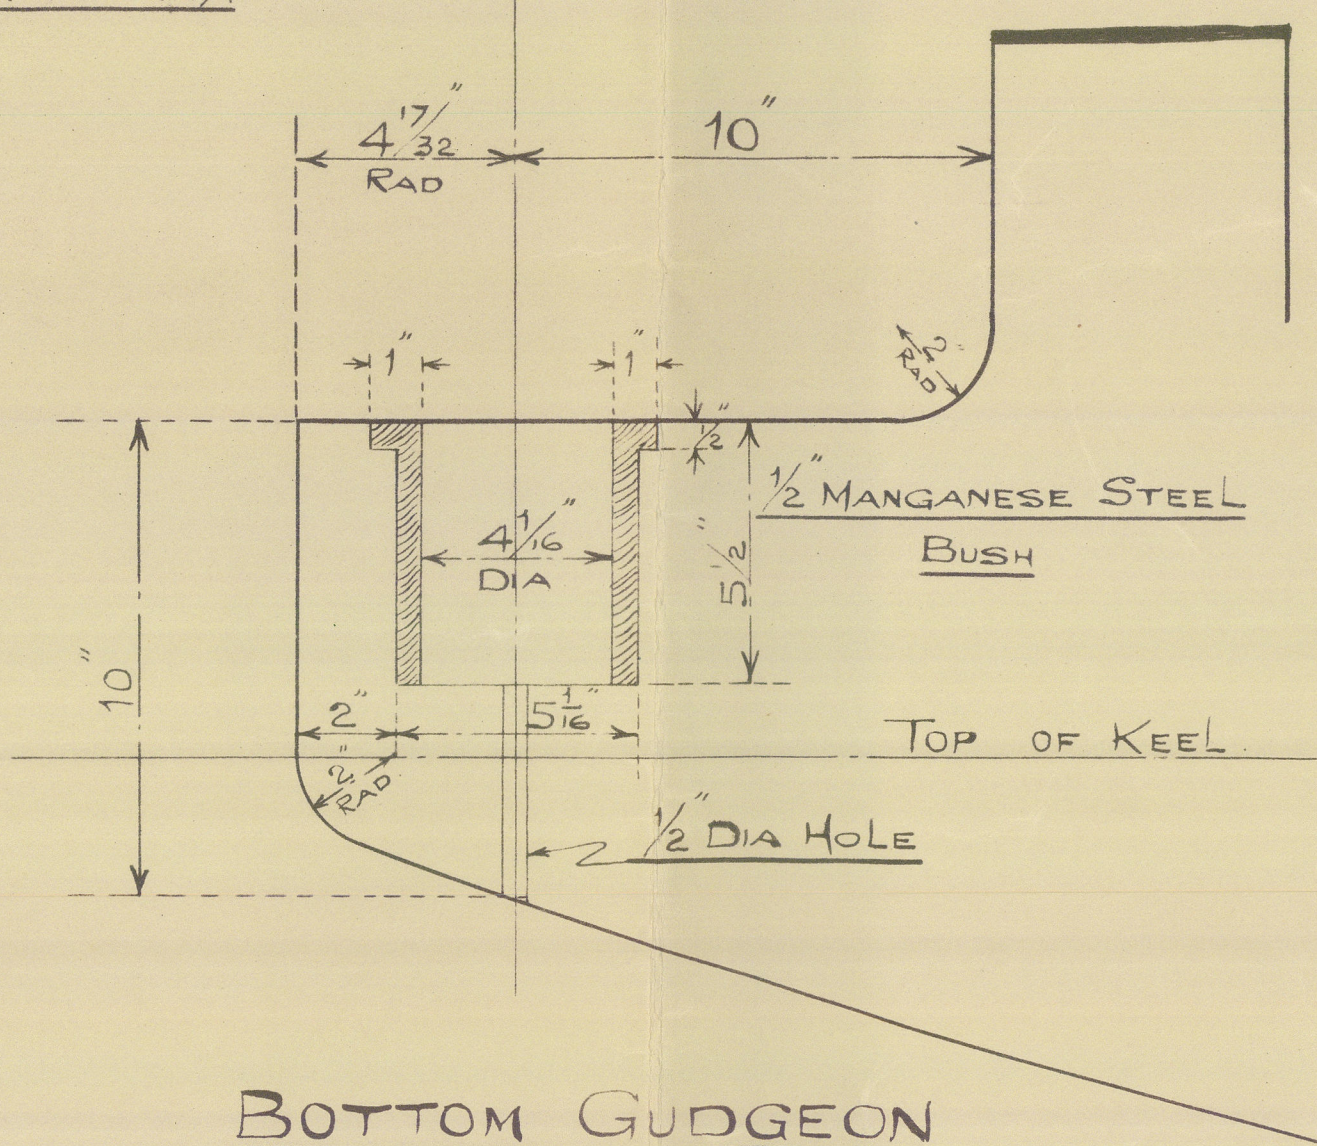 4 17/32"
RAD
10"
1"
1"
2"
RAD
1/2"
1/2" MANGANESE STEEL
BUSH
4 1/16"
DIA
5 1/2"
10"
2"
5 1/16"
TOP OF KEEL
2"
RAD
1/2" DIA HOLE
BOTTOM GUDGEON